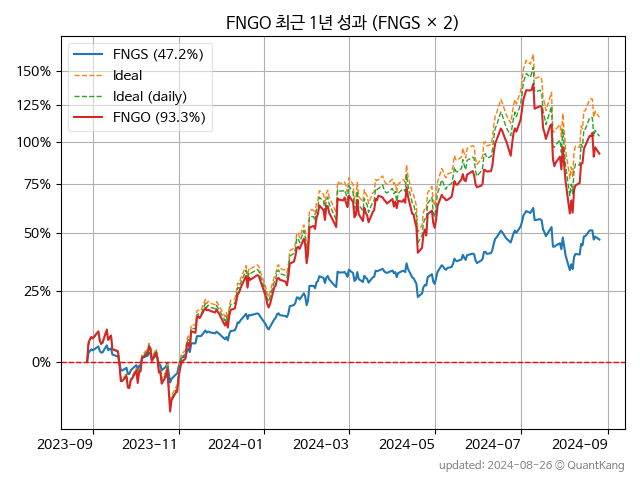 FNGO 최근 1년 성과 (FNGS × 2)
FNGS (47.2%)
Ideal
Ideal (daily)
FNGO (93.3%)
150%
125%
100%
75%
50%
25%
0%
2023-09 2023-11 2024-01 2024-03 2024-05 2024-07 2024-09
updated: 2024-08-26 © QuantKang